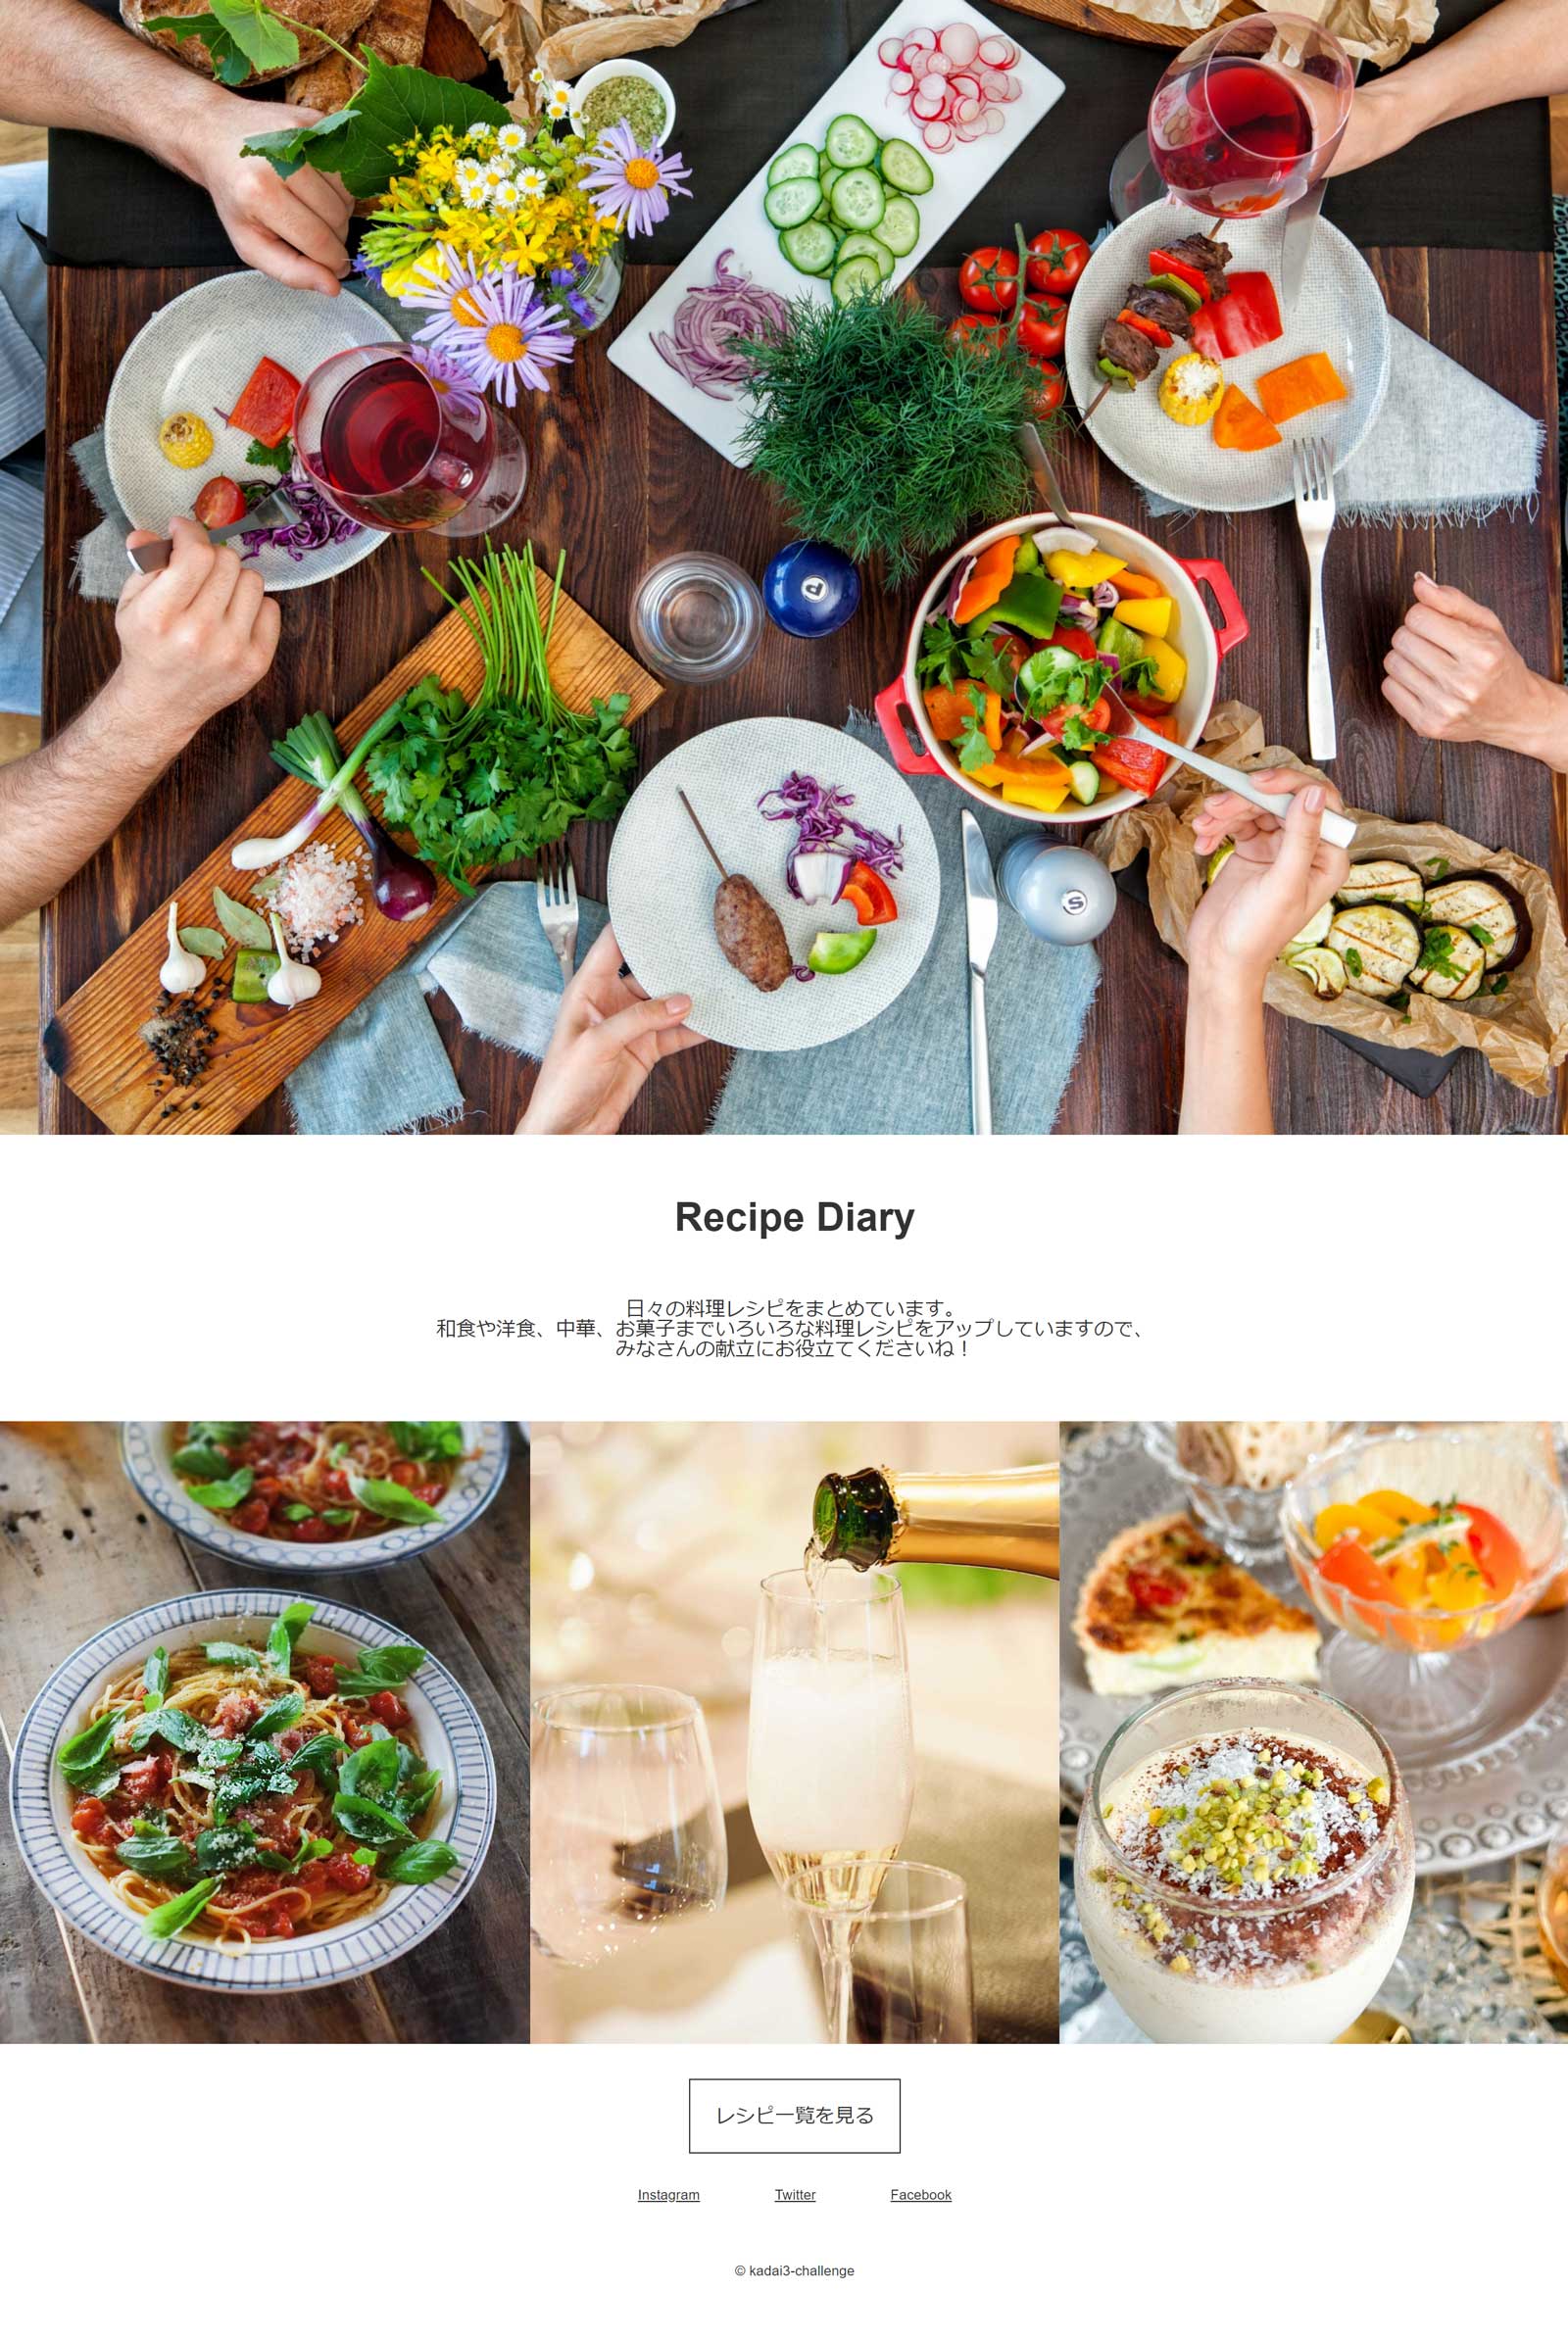 P
S
Recipe Diary
日々の料理レシピをまとめています。
和食や洋食、中華、お菓子までいろいろな料理レシピをアップしていますので、
みなさんの献立にお役立てくださいね！
レシピ一覧を見る
Instagram Twitter Facebook
© kadai3-challenge